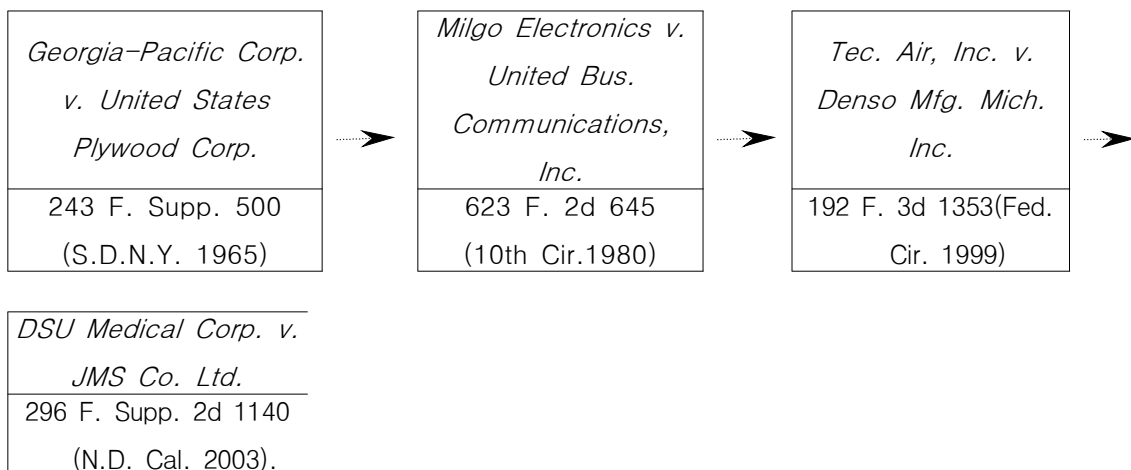 Georgia-Pacific Corp.
v. United States
Plywood Corp.
243 F. Supp. 500
(S.D.N.Y. 1965)
Milgo Electronics v.
United Bus.
Communications,
Inc.
623 F. 2d 645
(10th Cir.1980)
Tec. Air, Inc. v.
Denso Mfg. Mich.
Inc.
192 F. 3d 1353(Fed.
Cir. 1999)
DSU Medical Corp. v.
JMS Co. Ltd.
296 F. Supp. 2d 1140
(N.D. Cal. 2003).